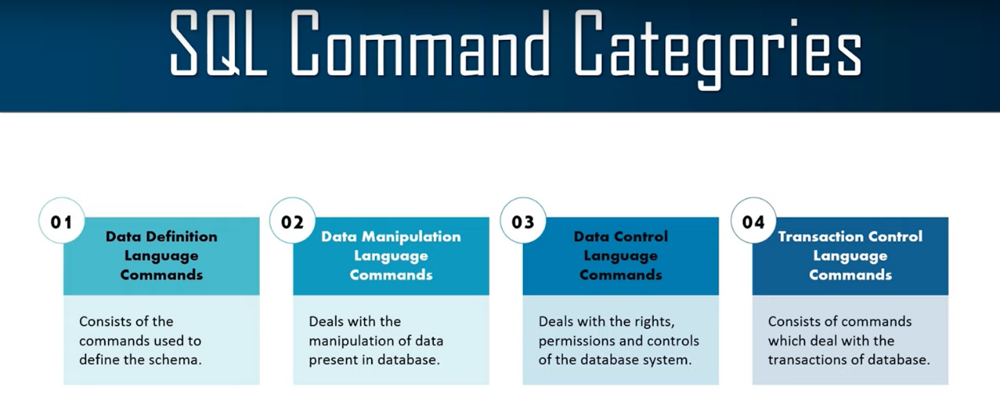 SQL Command Categories
01
Data Definition
Language
Commands
Consists of the
commands used to
define the schema.
02
Data Manipulation
Language
Commands
Deals with the
manipulation of data
present in database.
03
Data Control
Language
Commands
Deals with the rights,
permissions and controls
of the database system.
04
Transaction Control
Language
Commands
Consists of commands
which deal with the
transactions of database.